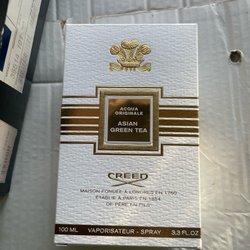 ACQUA
ORIGINALE
ASIAN
GREEN TEA
CREED
MAISON FONDÉE À LONDRES EN 1760
ÉTABLIE À PARIS EN 1854
DE PÈRE EN FILS
100 ML
VAPORISATEUR - SPRAY
3.3 FL.OZ